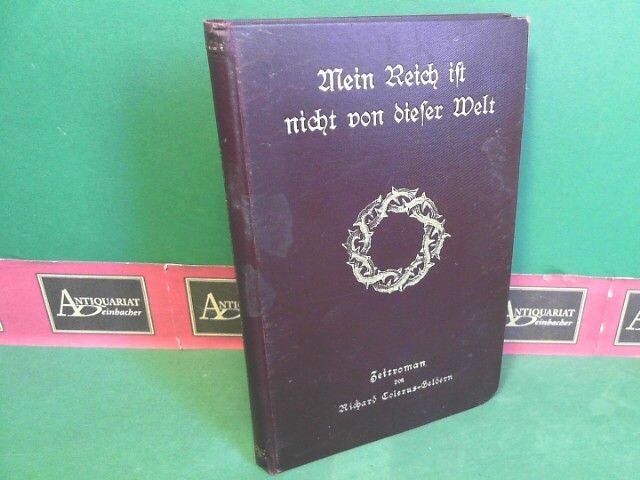 Mein Reich ist
nicht von dieser Welt
Zeitroman
von
Richard Colerus-Geldern
ANTIQUARIAT
Deinbacher
ANTIQUARIAT
Deinbacher